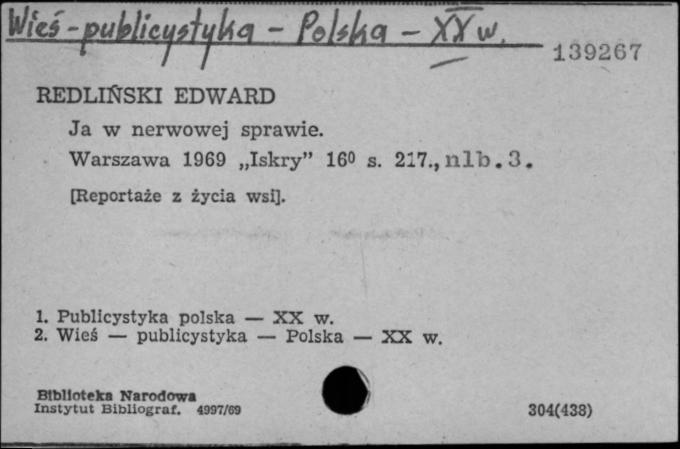 Wieś - publicystyka - Polska - XX w.
139267
REDLIŃSKI EDWARD
Ja w nerwowej sprawie.
Warszawa 1969 „Iskry” 16⁰ s. 217., nlb. 3.
[Reportaże z życia wsi].
1. Publicystyka polska — XX w.
2. Wieś — publicystyka — Polska — XX w.
Biblioteka Narodowa
Instytut Bibliograf. 4997/69
304(438)